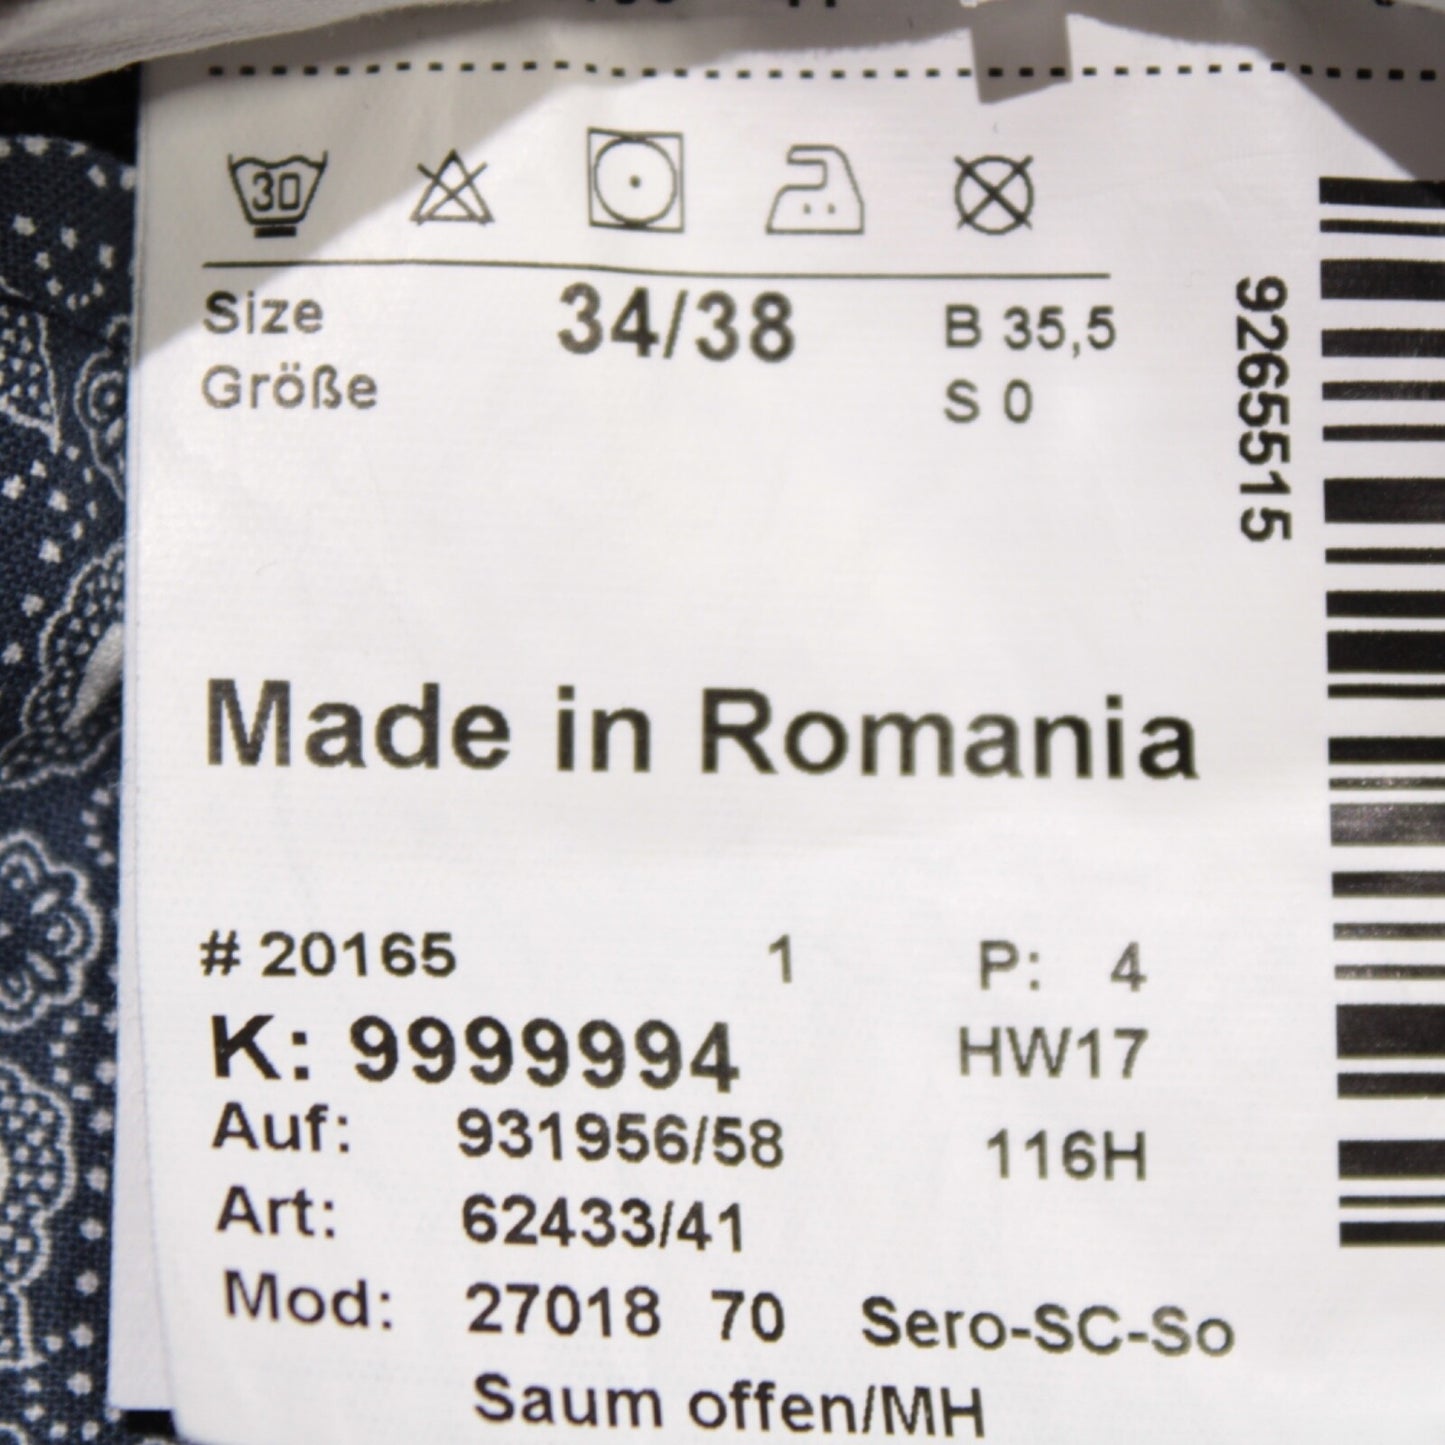 30
Size 34/38 B 35,5
Größe S 0
9265515
Made in Romania
# 20165 1 P: 4
K: 9999994 HW17
Auf: 931956/58 116H
Art: 62433/41
Mod: 27018 70 Sero-SC-So
Saum offen/MH